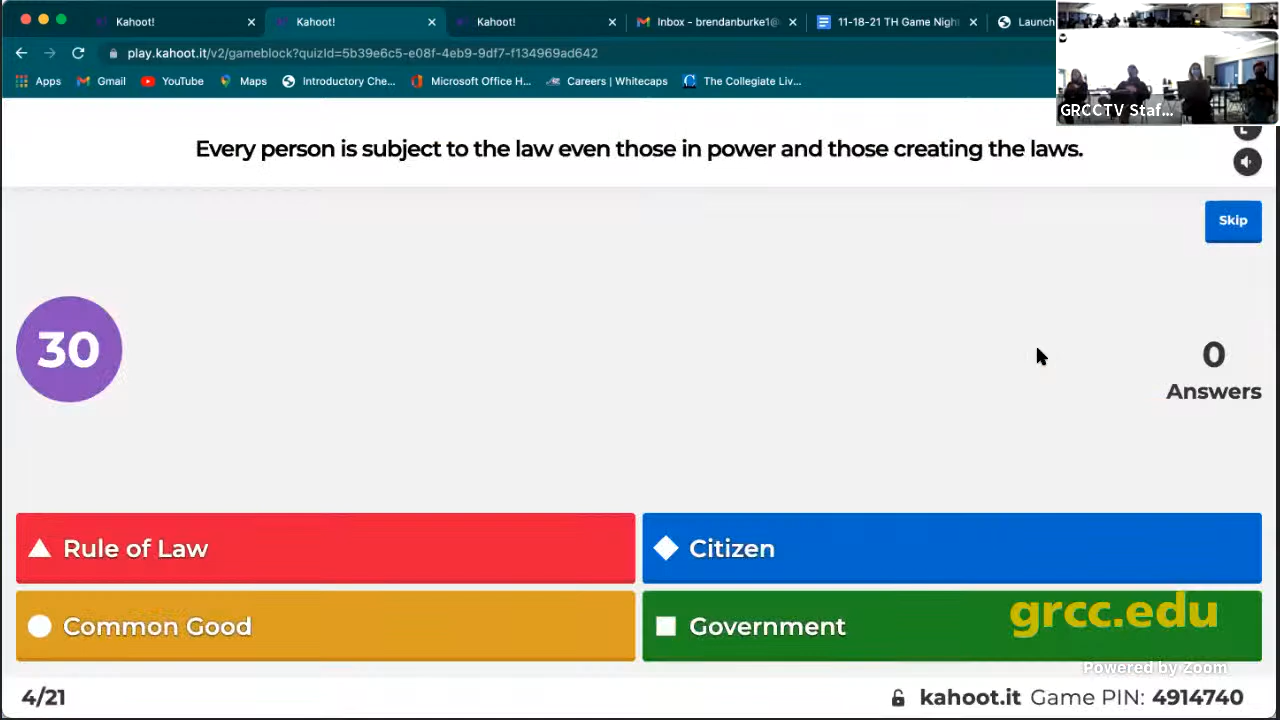 Kahoot!
Kahoot!
Kahoot!
Inbox - brendanburke1@
11-18-21 TH Game Night
Launch
play.kahoot.it/v2/gameblock?quizId=5b39e6c5-e08f-4eb9-9df7-f134969ad642
Apps
Gmail
YouTube
Maps
Introductory Che...
Microsoft Office H...
Careers | Whitecaps
The Collegiate Liv...
GRCCTV Staf...
Every person is subject to the law even those in power and those creating the laws.
Skip
30
0
Answers
Rule of Law
Citizen
Common Good
Government
grcc.edu
Powered by Zoom
4/21
kahoot.it Game PIN: 4914740